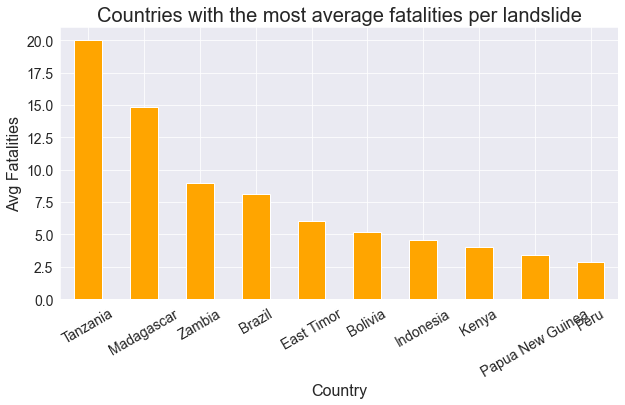 Countries with the most average fatalities per landslide
20.0
17.5
15.0
12.5
10.0
7.5
5.0
2.5
0.0
Avg Fatalities
Tanzania
Madagascar
Zambia
Brazil
East Timor
Bolivia
Indonesia
Kenya
Papua New Guinea
Peru
Country